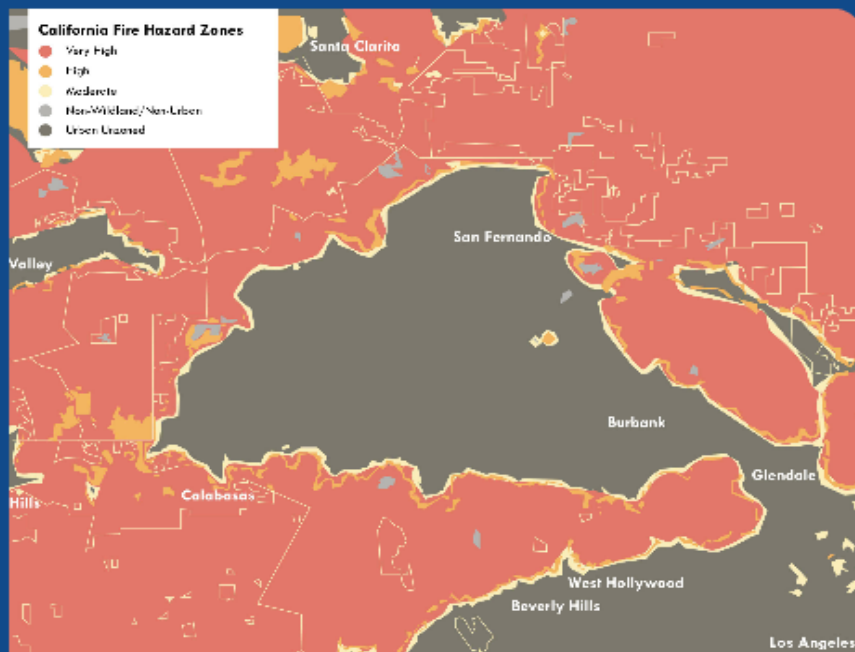 California Fire Hazard Zones
Very High
High
Moderate
Non-Wildland/Non-Urban
Urban Unzoned
Santa Clarita
San Fernando
Valley
Burbank
Glendale
Hills
Calabasas
West Hollywood
Beverly Hills
Los Angeles